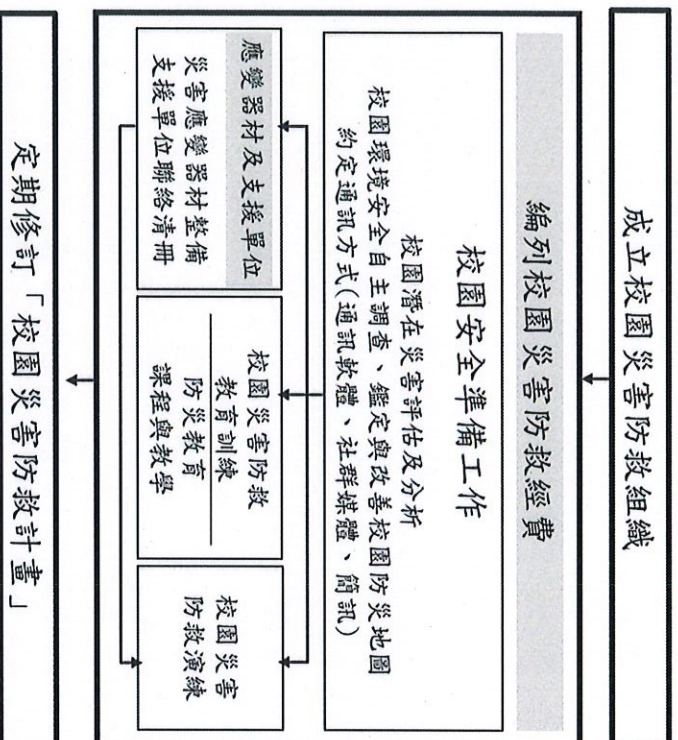 成立校園災害防救組織
編列校園災害防救經費
校園安全準備工作
校園潛在災害評估及分析
校園環境安全自主調查、鑑定與改善校園防災地圖
約定通訊方式(通訊軟體、社群媒體、簡訊)
應變器材及支援單位
災害應變器材整備
支援單位聯絡清冊
校園災害防救
教育訓練
防災教育
課程與教學
校園災害
防救演練
定期修訂「校園災害防救計畫」